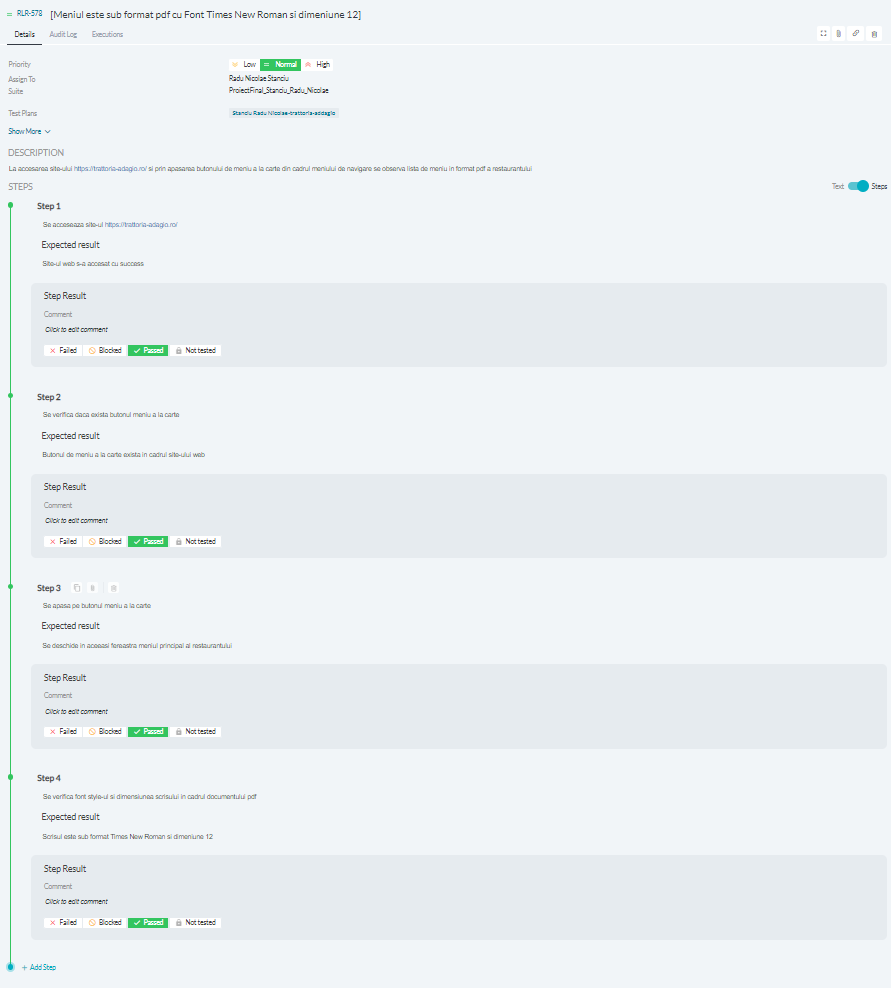 RLR-578 [Meniul este sub format pdf cu Font Times New Roman si dimeniune 12]
Details Audit Log Executions
Priority Low Normal High
Assign To Radu Nicolae Stanciu
Suite ProiectFinal_Stanciu_Radu_Nicolae
Test Plans Stanciu Radu Nicolae-trattoria-addagio
Show More
DESCRIPTION
La accesarea site-ului https://trattoria-adagio.ro/ si prin apasarea butonului de meniu a la carte din cadrul meniului de navigare se observa lista de meniu in format pdf a restaurantului
STEPS Text Steps
Step 1
Se acceseaza site-ul https://trattoria-adagio.ro/
Expected result
Site-ul web s-a accesat cu success
Step Result
Comment
Click to edit comment
Failed Blocked Passed Not tested
Step 2
Se verifica daca exista butonul meniu a la carte
Expected result
Butonul de meniu a la carte exista in cadrul site-ului web
Step Result
Comment
Click to edit comment
Failed Blocked Passed Not tested
Step 3
Se apasa pe butonul meniu a la carte
Expected result
Se deschide in aceeasi fereastra meniul principal al restaurantului
Step Result
Comment
Click to edit comment
Failed Blocked Passed Not tested
Step 4
Se verifica font style-ul si dimensiunea scrisului in cadrul documentului pdf
Expected result
Scrisul este sub format Times New Roman si dimeniune 12
Step Result
Comment
Click to edit comment
Failed Blocked Passed Not tested
+ Add Step